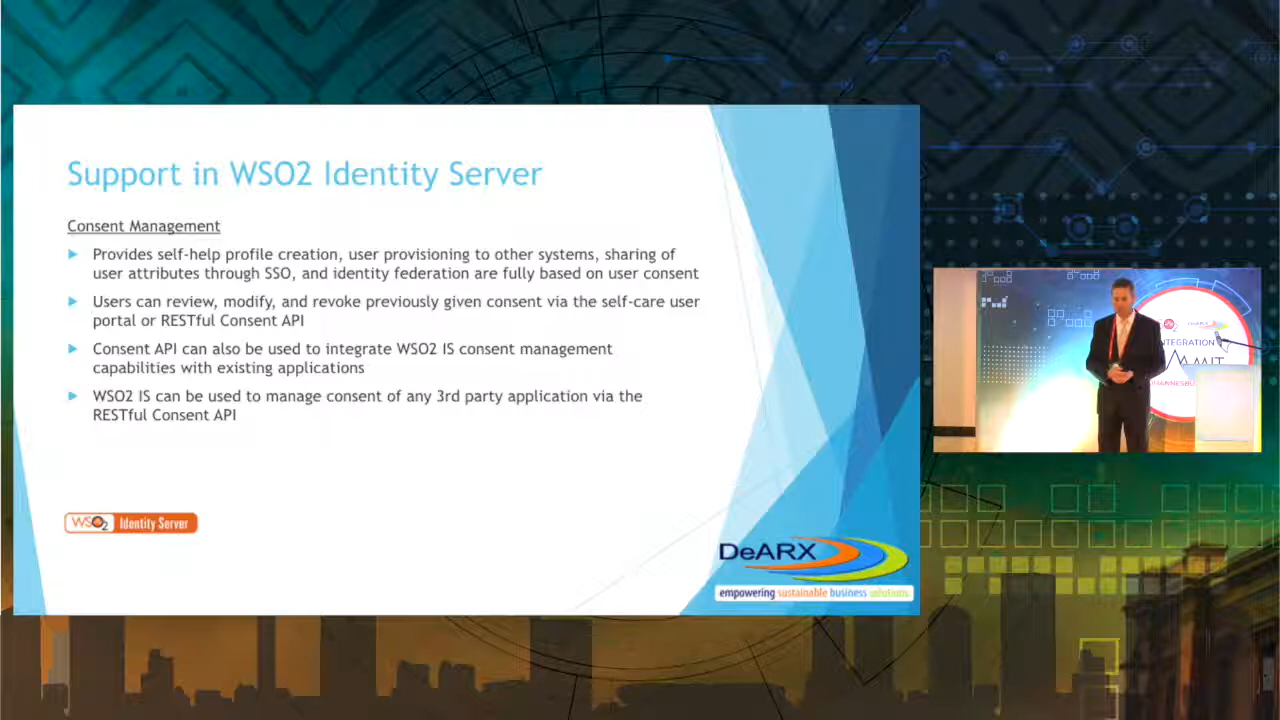 Support in WSO2 Identity Server
Consent Management
Provides self-help profile creation, user provisioning to other systems, sharing of
user attributes through SSO, and identity federation are fully based on user consent
Users can review, modify, and revoke previously given consent via the self-care user
portal or RESTful Consent API
Consent API can also be used to integrate WSO2 IS consent management
capabilities with existing applications
WSO2 IS can be used to manage consent of any 3rd party application via the
RESTful Consent API
WSO2 Identity Server
DeARX
empowering sustainable business solutions.
DeARX
INTEGRATION